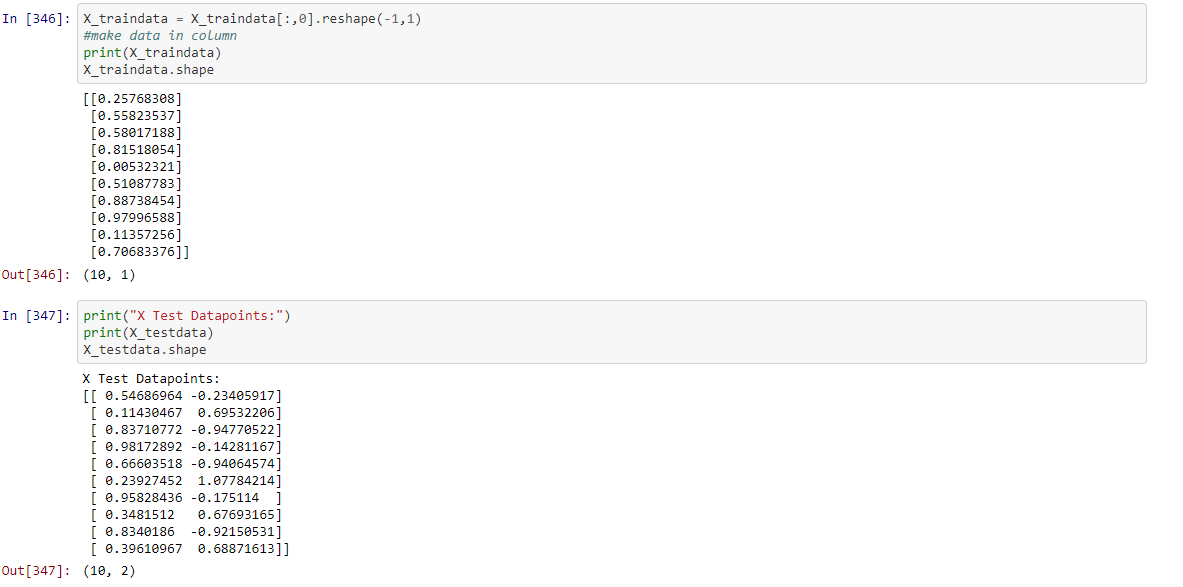 In [346]: X_traindata = X_traindata[:,0].reshape(-1,1)
#make data in column
print(X_traindata)
X_traindata.shape
[[0.25768308]
[0.55823537]
[0.58017188]
[0.81518054]
[0.00532321]
[0.51087783]
[0.88738454]
[0.97996588]
[0.11357256]
[0.70683376]]
Out[346]: (10, 1)
In [347]: print("X Test Datapoints:")
print(X_testdata)
X_testdata.shape
X Test Datapoints:
[[ 0.54686964 -0.23405917]
[ 0.11430467  0.69532206]
[ 0.83710772 -0.94770522]
[ 0.98172892 -0.14281167]
[ 0.66603518 -0.94064574]
[ 0.23927452  1.07784214]
[ 0.95828436 -0.175114  ]
[ 0.3481512   0.67693165]
[ 0.8340186  -0.92150531]
[ 0.39610967  0.68871613]]
Out[347]: (10, 2)